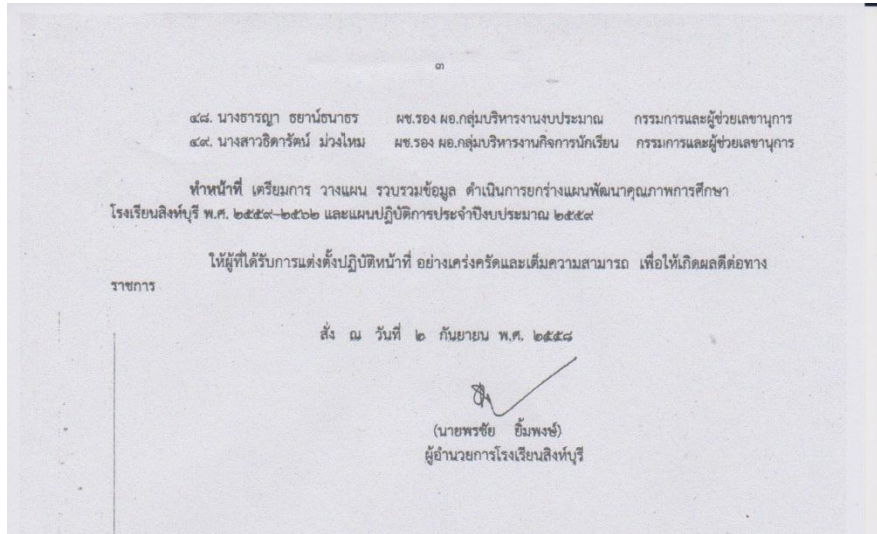 ๓
๔๘. นางธารญา ธยาน์ธนาธร ผช.รอง ผอ.กลุ่มบริหารงานงบประมาณ กรรมการและผู้ช่วยเลขานุการ
๔๙. นางสาวธิดารัตน์ ม่วงไหม ผช.รอง ผอ.กลุ่มบริหารงานกิจการนักเรียน กรรมการและผู้ช่วยเลขานุการ
ทำหน้าที่ เตรียมการ วางแผน รวบรวมข้อมูล ดำเนินการยกร่างแผนพัฒนาคุณภาพการศึกษา
โรงเรียนสิงห์บุรี พ.ศ. ๒๕๕๙–๒๕๖๒ และแผนปฏิบัติการประจำปีงบประมาณ ๒๕๕๙
ให้ผู้ที่ได้รับการแต่งตั้งปฏิบัติหน้าที่ อย่างเคร่งครัดและเต็มความสามารถ เพื่อให้เกิดผลดีต่อทาง
ราชการ
สั่ง ณ วันที่ ๒ กันยายน พ.ศ. ๒๕๕๘
(นายพรชัย ยิ้มพงษ์)
ผู้อำนวยการโรงเรียนสิงห์บุรี